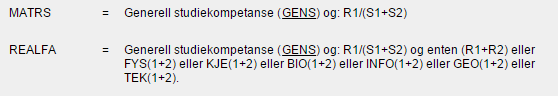 MATRS = Generell studiekompetanse (GENS) og: R1/(S1+S2)
REALFA = Generell studiekompetanse (GENS) og: R1/(S1+S2) og enten (R1+R2) eller
FYS(1+2) eller KJE(1+2) eller BIO(1+2) eller INFO(1+2) eller GEO(1+2) eller
TEK(1+2).